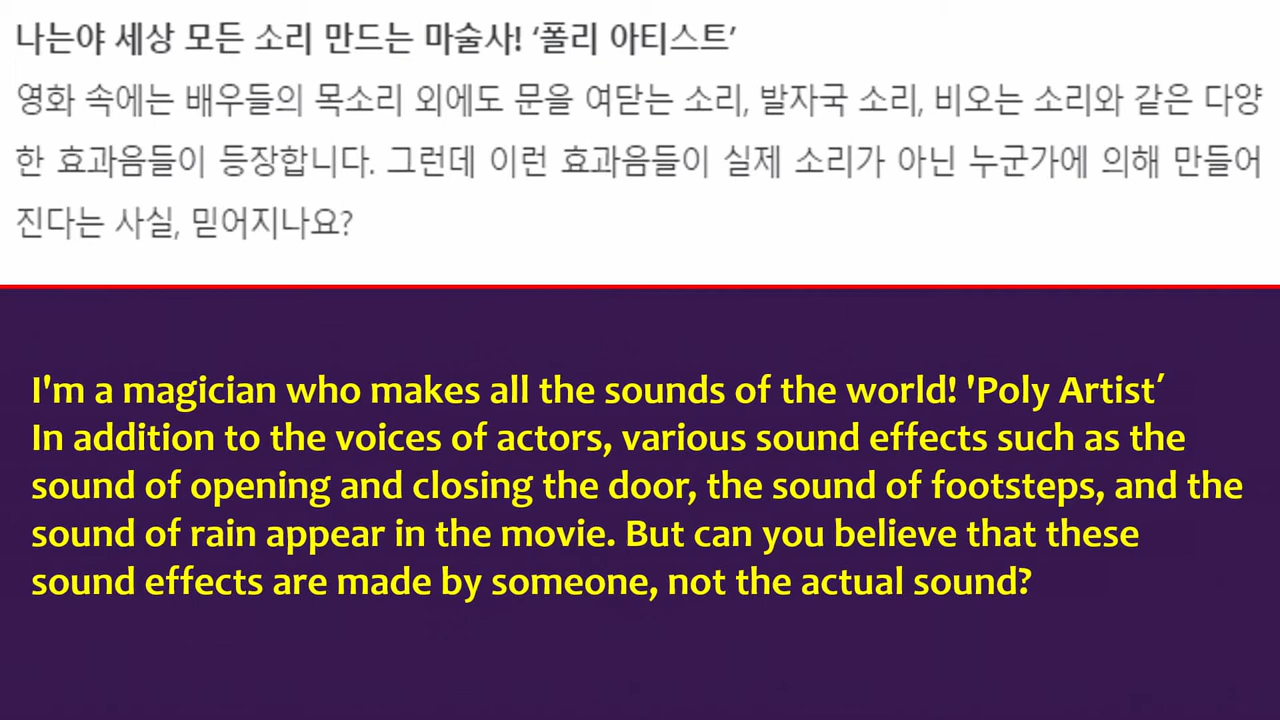 나는야 세상 모든 소리 만드는 마술사! ‘폴리 아티스트’
영화 속에는 배우들의 목소리 외에도 문을 여닫는 소리, 발자국 소리, 비오는 소리와 같은 다양
한 효과음들이 등장합니다. 그런데 이런 효과음들이 실제 소리가 아닌 누군가에 의해 만들어
진다는 사실, 믿어지나요?
I'm a magician who makes all the sounds of the world! 'Poly Artist′
In addition to the voices of actors, various sound effects such as the
sound of opening and closing the door, the sound of footsteps, and the
sound of rain appear in the movie. But can you believe that these
sound effects are made by someone, not the actual sound?